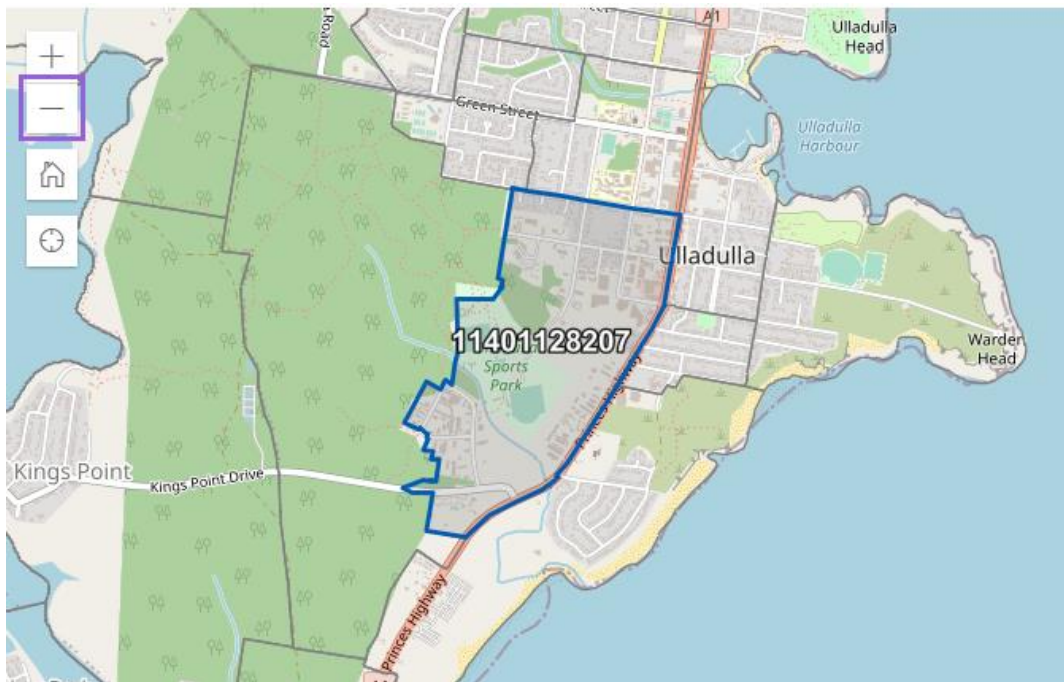 A1
Road
Street
Ulladulla
Head
Green Street
Ulladulla
Harbour
Ulladulla
11401128207
Sports
Park
Warden
Head
Princes Highway
Kings Point
Kings Point Drive
Princes Highway